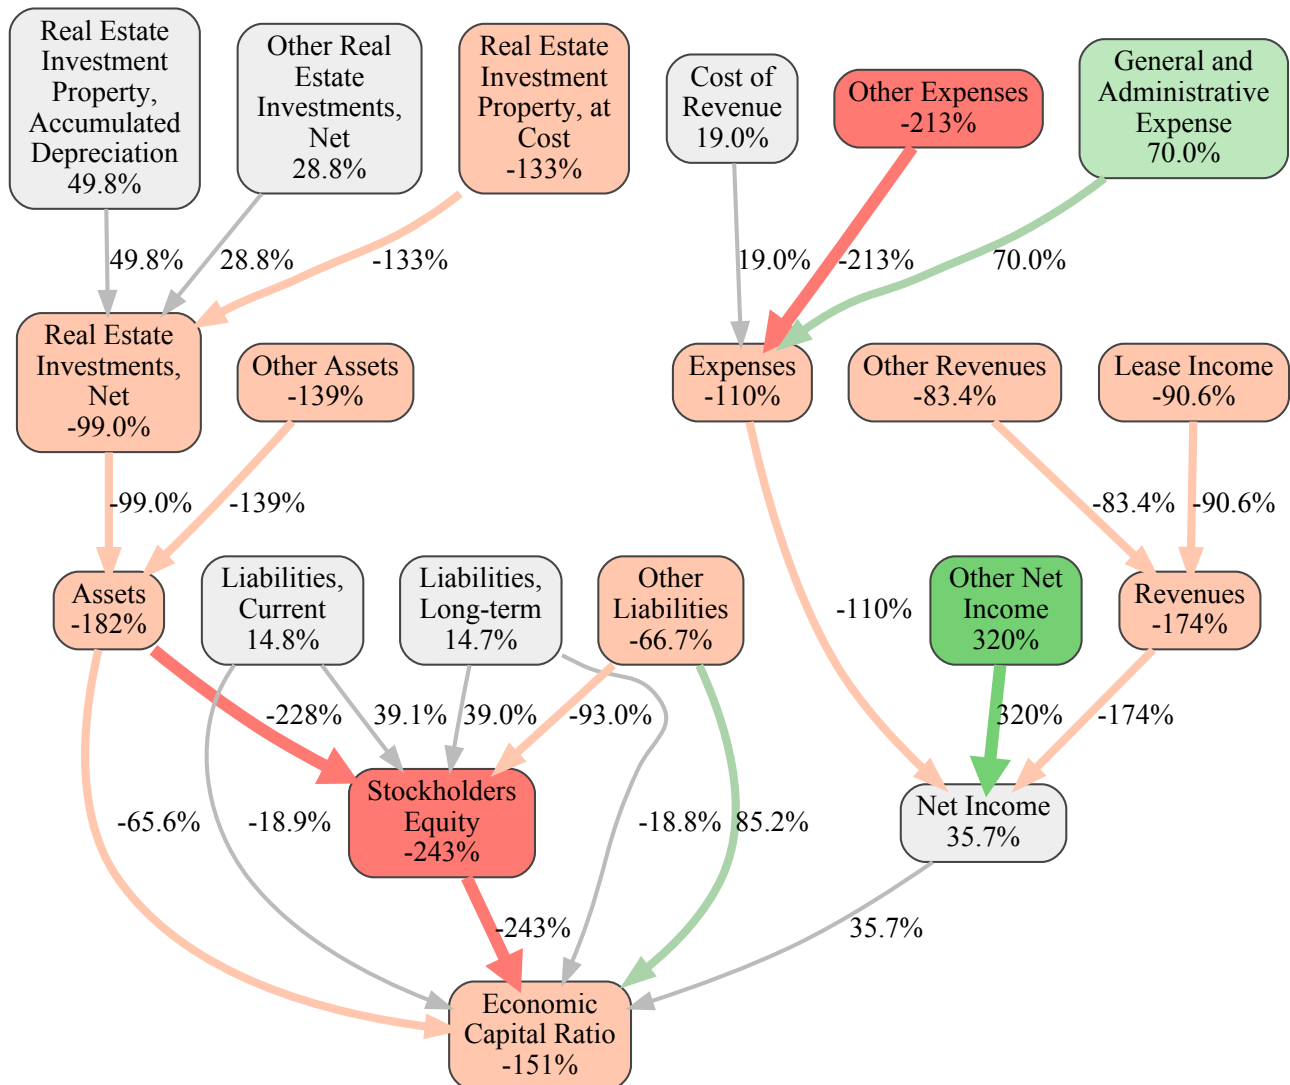 Real Estate
Investment
Property,
Accumulated
Depreciation
49.8%
Other Real
Estate
Investments,
Net
28.8%
Real Estate
Investment
Property, at
Cost
-133%
Cost of
Revenue
19.0%
Other Expenses
-213%
General and
Administrative
Expense
70.0%
49.8%
28.8%
-133%
19.0%
-213%
70.0%
Real Estate
Investments,
Net
-99.0%
Other Assets
-139%
Expenses
-110%
Other Revenues
-83.4%
Lease Income
-90.6%
-99.0%
-139%
-83.4%
-90.6%
Assets
-182%
Liabilities,
Current
14.8%
Liabilities,
Long-term
14.7%
Other
Liabilities
-66.7%
-110%
Other Net
Income
320%
Revenues
-174%
-228%
39.1%
39.0%
-93.0%
320%
-174%
-65.6%
-18.9%
Stockholders
Equity
-243%
-18.8%
85.2%
Net Income
35.7%
-243%
35.7%
Economic
Capital Ratio
-151%